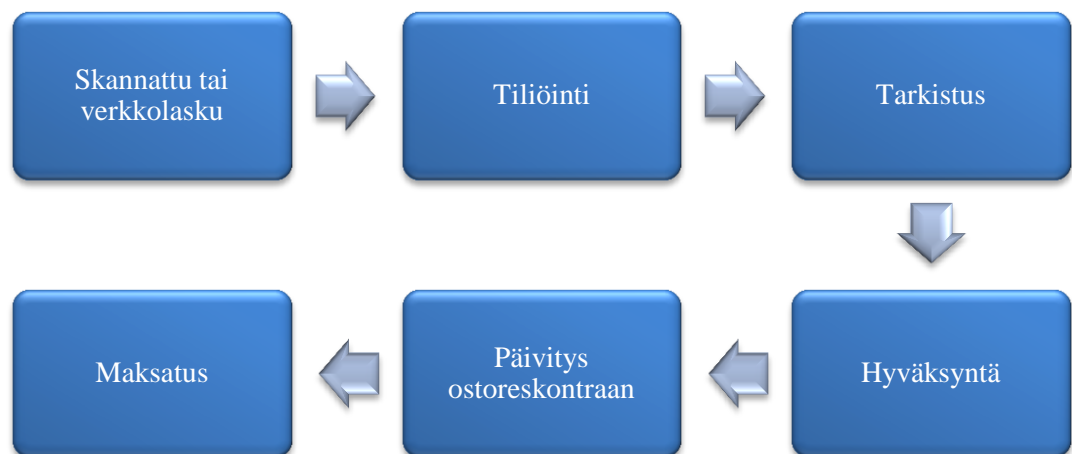 Skannattu tai
verkkolasku
Tiliöinti
Tarkistus
Hyväksyntä
Päivitys
ostoreskontraan
Maksatus